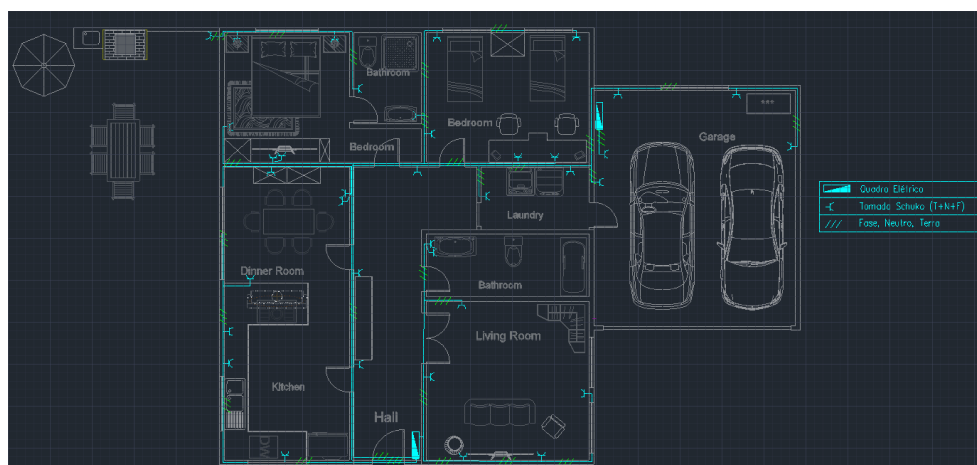 Bathroom
Bedroom
Bedroom
Garage
Laundry
Dinner Room
Bathroom
Living Room
Kitchen
Hall
Quadro Elétrico
Tomada Schuko (T+N+F)
Fase, Neutro, Terra